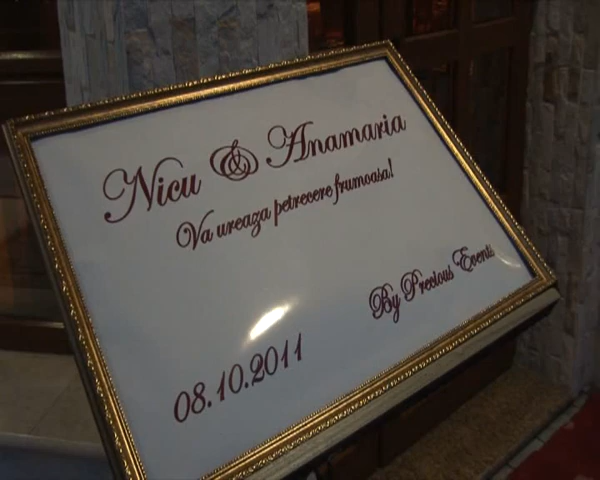 Nicu & Anamaria
Va ureaza petrecere frumoasa!
By Precious Events
08.10.2011